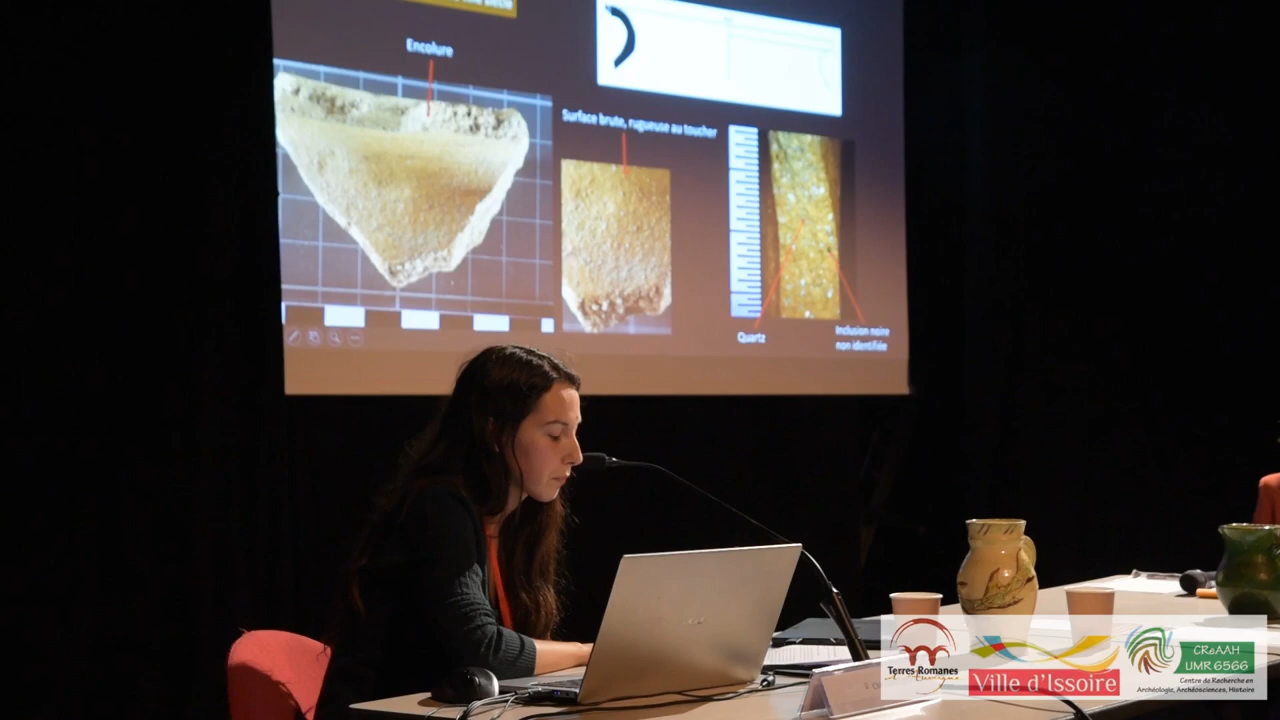 Encolure
Surface brute, rugueuse au toucher
Quartz
Inclusion noire
non identifiée
Terres Romanes
d'Auvergne
Ville d'Issoire
CReAAH
UMR 6566
Centre de Recherche en
Archéologie, Archéosciences, Histoire